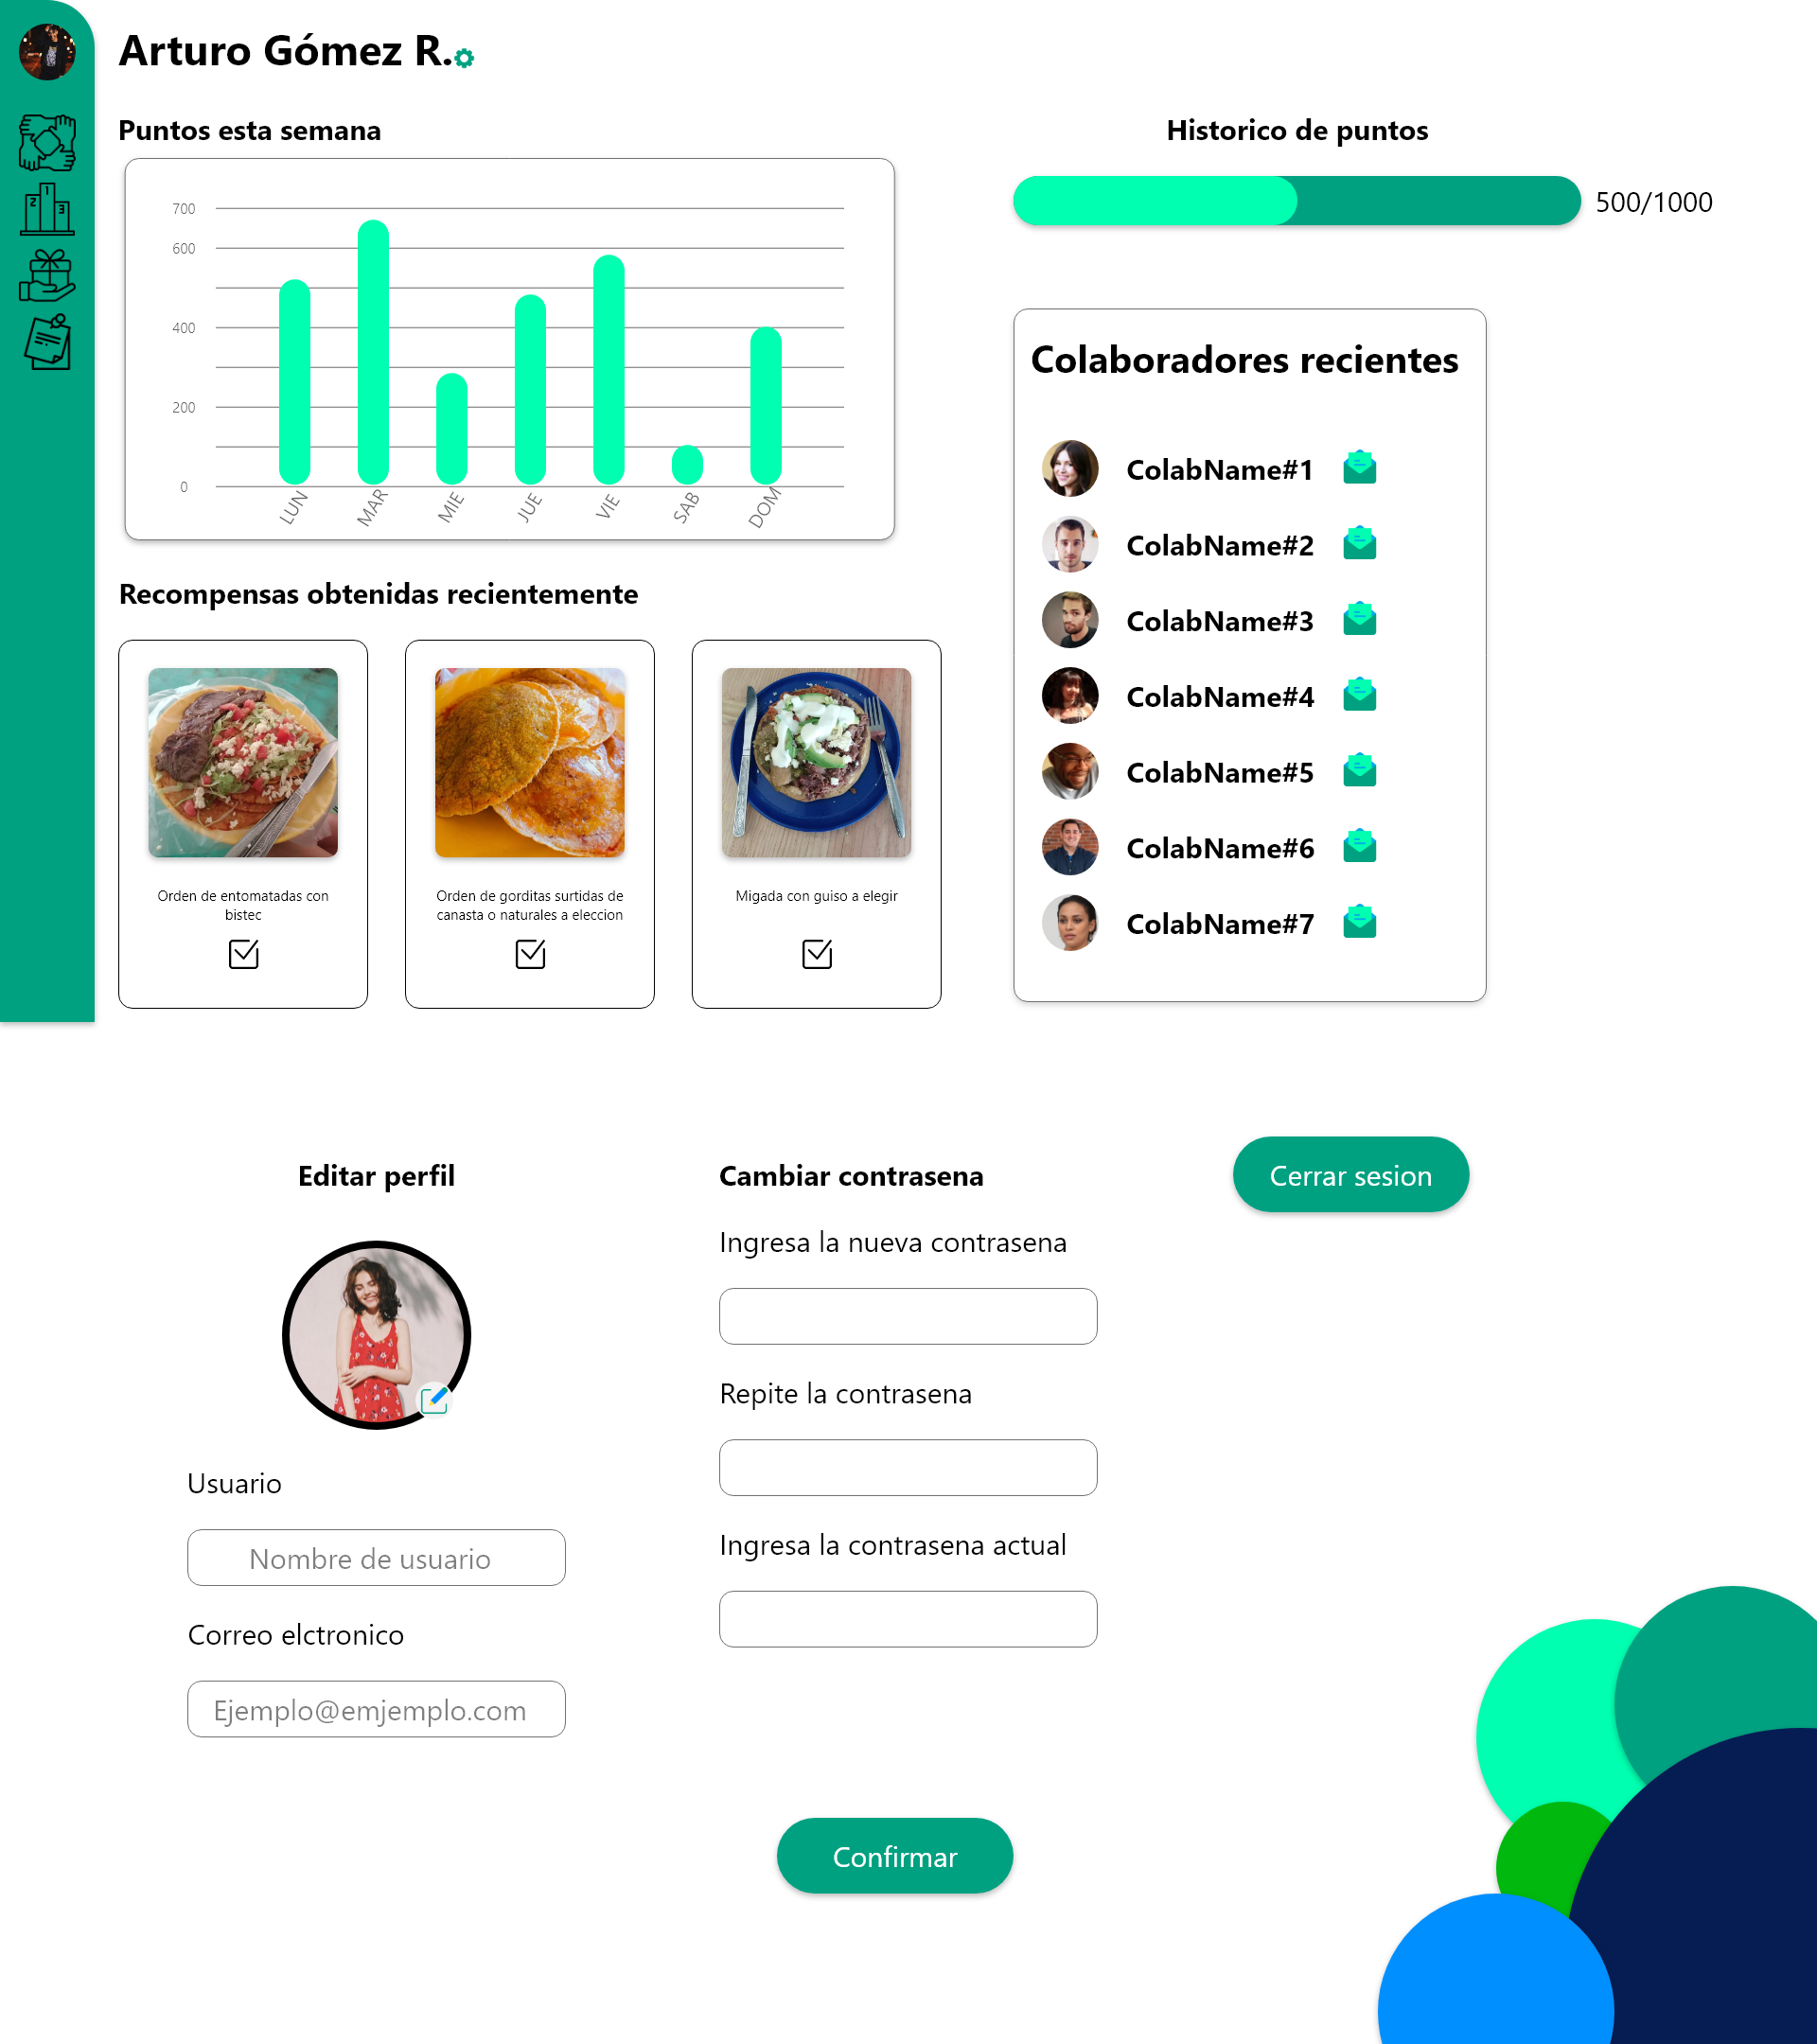 Arturo Gómez R.
Puntos esta semana
700
600
400
200
0
LUN
MAR
MIE
JUE
VIE
SAB
DOM
Historico de puntos
500/1000
1
2
3
Recompensas obtenidas recientemente
Orden de entomatadas con
bistec
Orden de gorditas surtidas de
canasta o naturales a eleccion
Migada con guiso a elegir
Colaboradores recientes
ColabName#1
ColabName#2
ColabName#3
ColabName#4
ColabName#5
ColabName#6
ColabName#7
Editar perfil
Usuario
Nombre de usuario
Correo elctronico
Ejemplo@emjemplo.com
Cambiar contrasena
Ingresa la nueva contrasena
Repite la contrasena
Ingresa la contrasena actual
Cerrar sesion
Confirmar